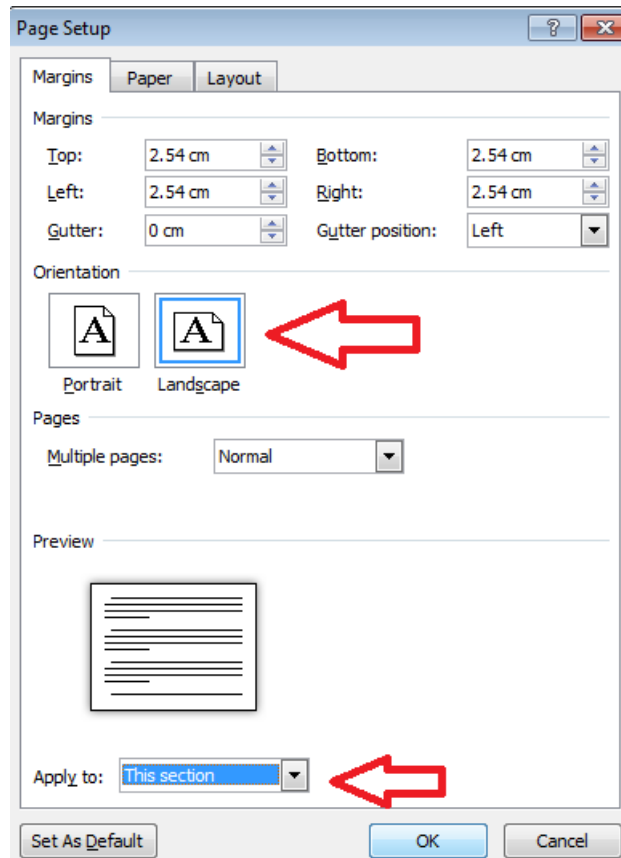 Page Setup
Margins Paper Layout
Margins
Top: 2.54 cm Bottom: 2.54 cm
Left: 2.54 cm Right: 2.54 cm
Gutter: 0 cm Gutter position: Left
Orientation
A A
Portrait Landscape
Pages
Multiple pages: Normal
Preview
Apply to: This section
Set As Default OK Cancel